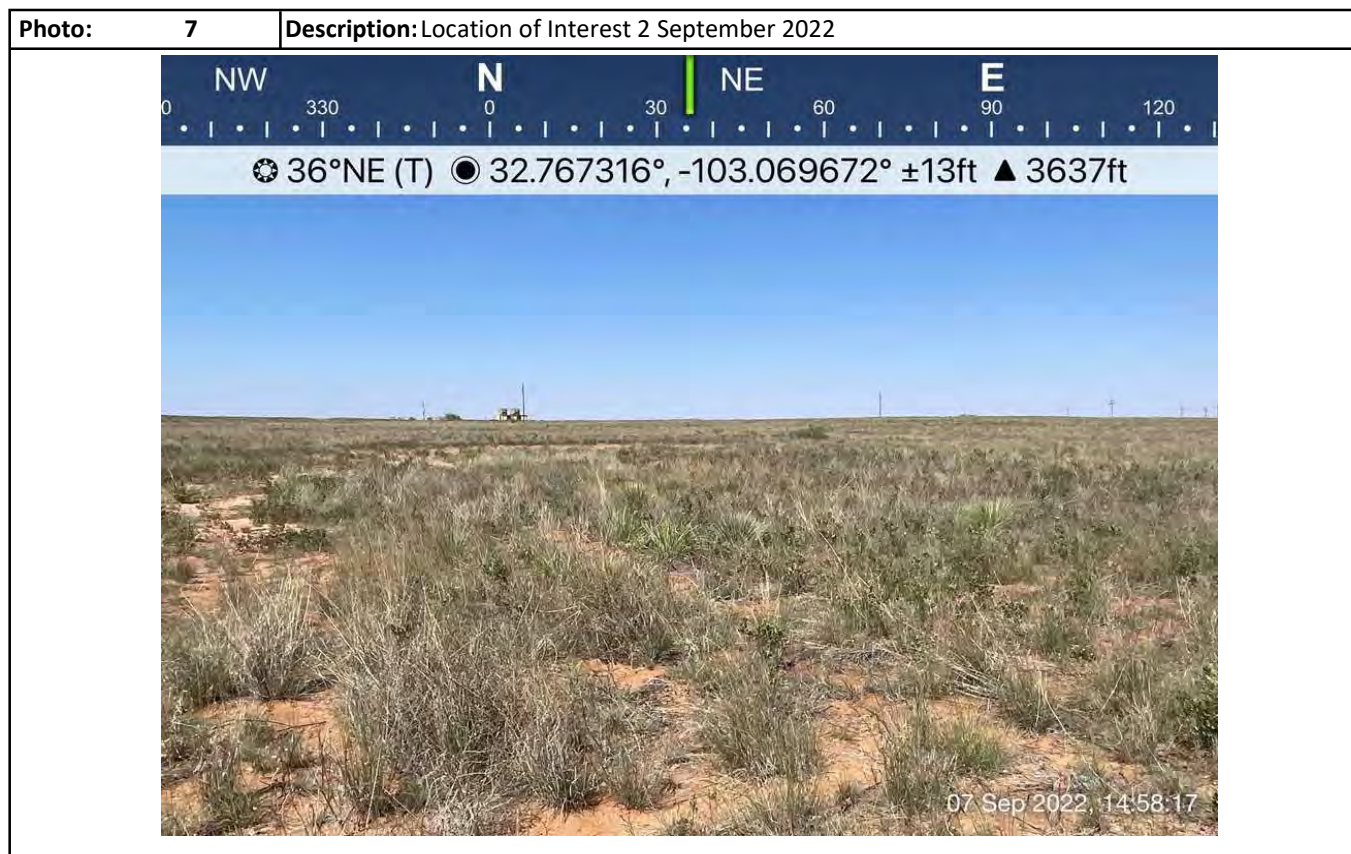 Photo: 7 Description: Location of Interest 2 September 2022
NW N NE E
0 330 0 30 60 90 120
36°NE (T) 32.767316°, -103.069672° ±13ft ▲ 3637ft
07 Sep 2022, 14:58:17